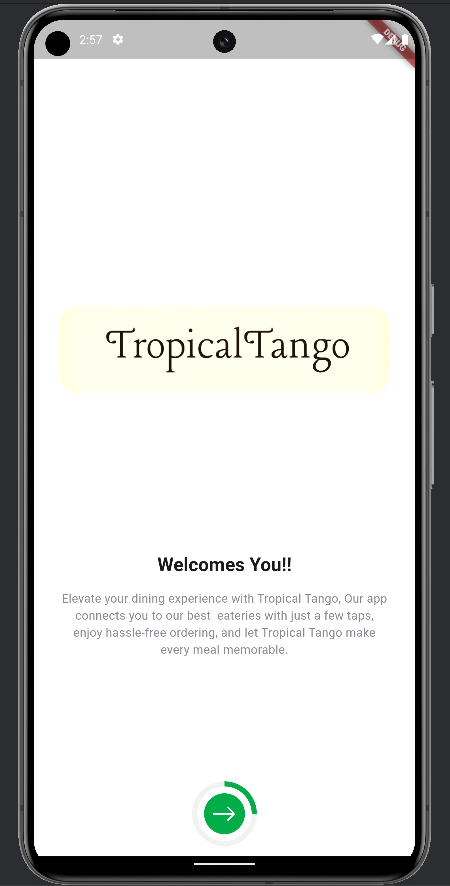 2:57
DEBUG
TropicalTango
Welcomes You!!
Elevate your dining experience with Tropical Tango, Our app
connects you to our best  eateries with just a few taps,
enjoy hassle-free ordering, and let Tropical Tango make
every meal memorable.